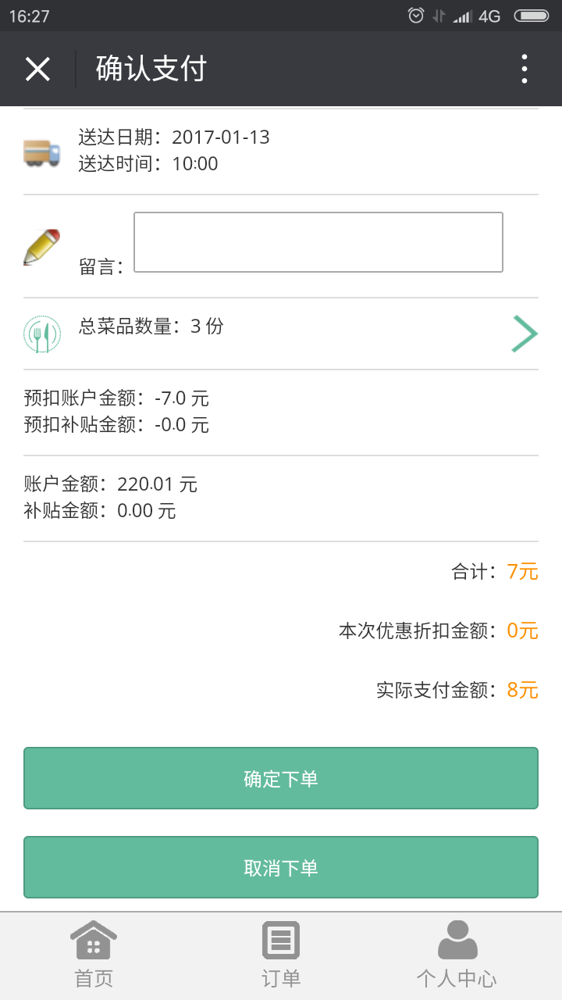 16:27
4G
确认支付
送达日期：2017-01-13
送达时间：10:00
留言：
总菜品数量：3 份
预扣账户金额：-7.0 元
预扣补贴金额：-0.0 元
账户金额：220.01 元
补贴金额：0.00 元
合计：7元
本次优惠折扣金额：0元
实际支付金额：8元
确定下单
取消下单
首页
订单
个人中心